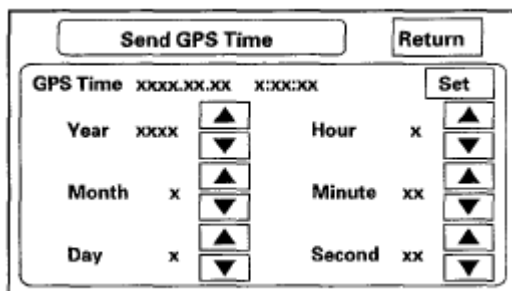 Send GPS Time Return
GPS Time xxxx.xx.xx x:xx:xx Set
Year xxxx Hour x
Month x Minute xx
Day x Second xx